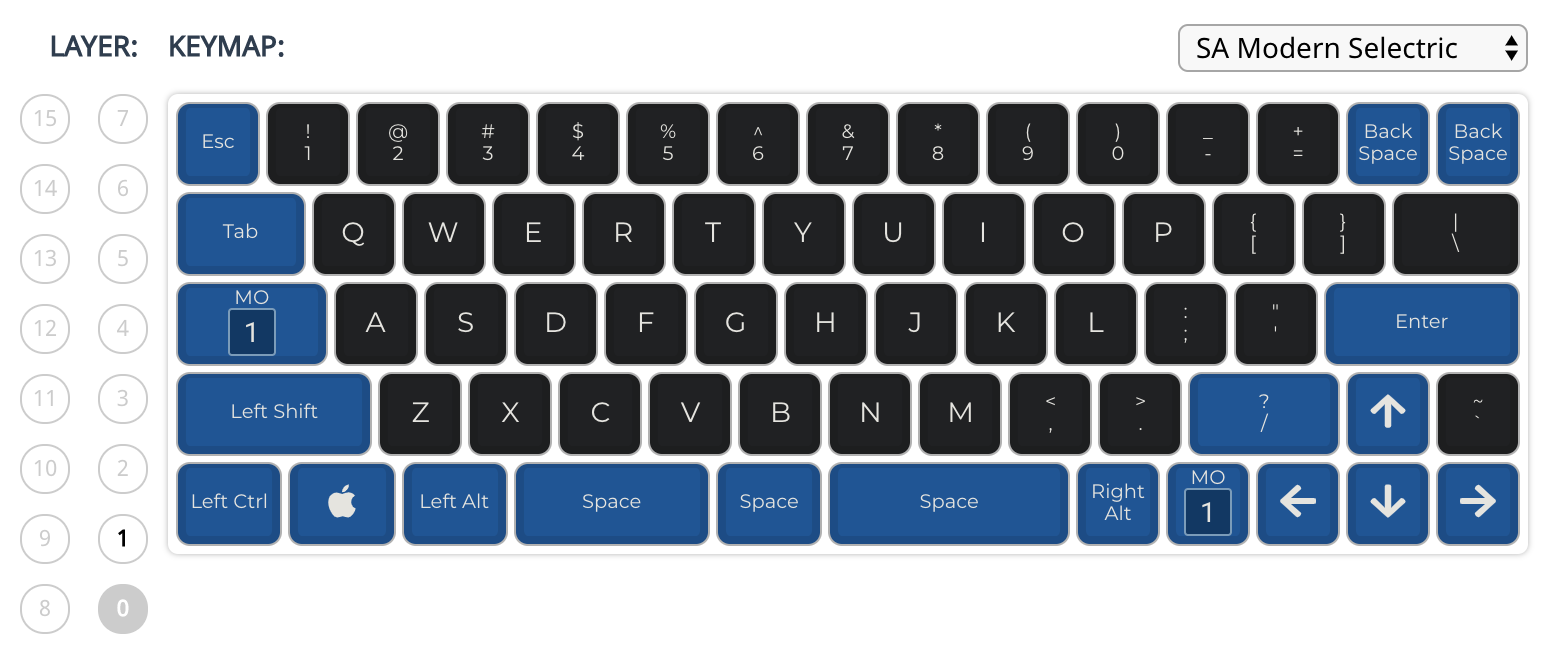 LAYER: KEYMAP: SA Modern Selectric
15 7 Esc ! @ # $ % ^ & * ( ) _ + Back Back
1 2 3 4 5 6 7 8 9 0 - = Space Space
14 6
Tab Q W E R T Y U I O P { } |
[ ] \
13 5
MO
12 4 1 A S D F G H J K L : " Enter
; '
11 3
Left Shift Z X C V B N M < > ? ~
, . / `
10 2
Left Ctrl Left Alt Space Space Space Right MO
Alt 1
9 1
8 0